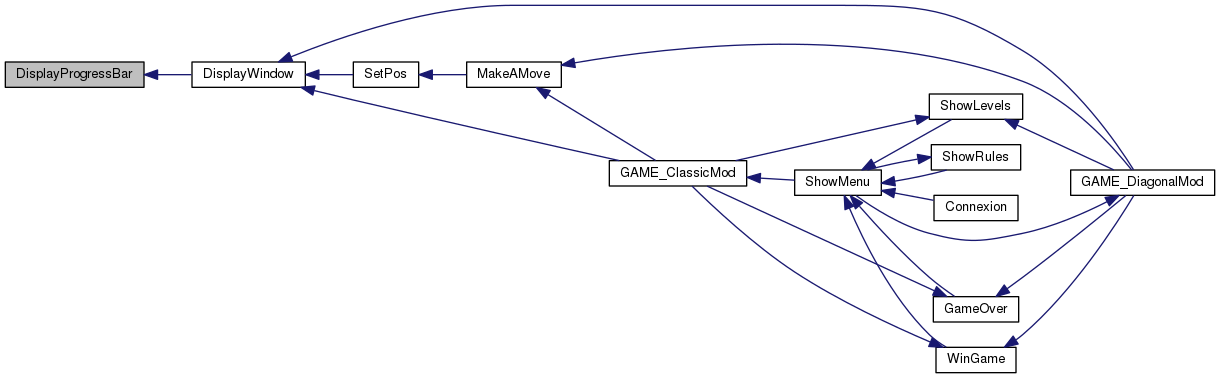 DisplayProgressBar
DisplayWindow
SetPos
MakeAMove
GAME_ClassicMod
ShowMenu
ShowLevels
ShowRules
Connexion
GameOver
WinGame
GAME_DiagonalMod